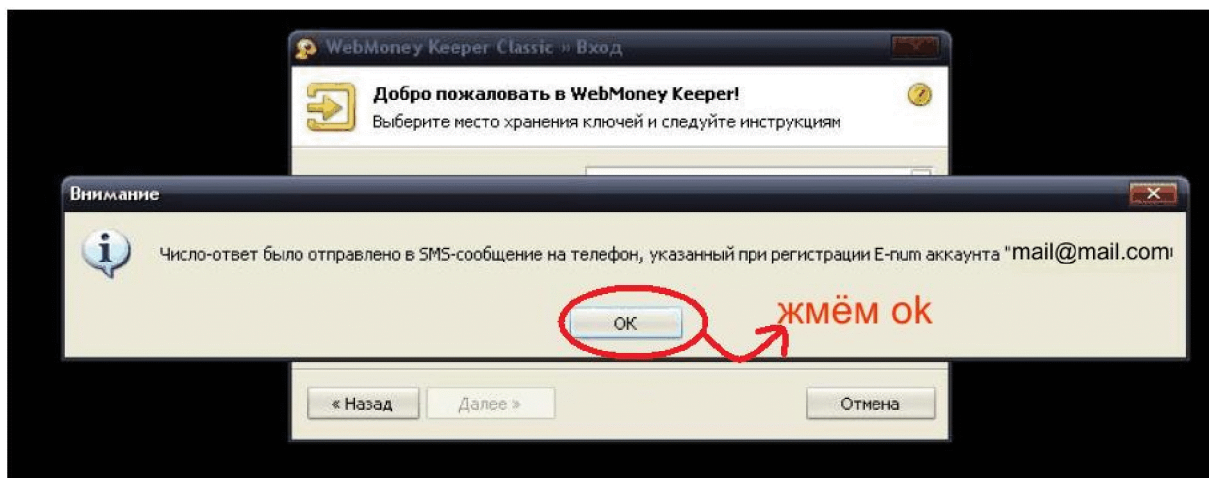 WebMoney Keeper Classic » Вход
Добро пожаловать в WebMoney Keeper!
Выберите место хранения ключей и следуйте инструкциям
Внимание
Число-ответ было отправлено в SMS-сообщение на телефон, указанный при регистрации E-num аккаунта "mail@mail.com
OK
жмём ok
« Назад
Далее »
Отмена